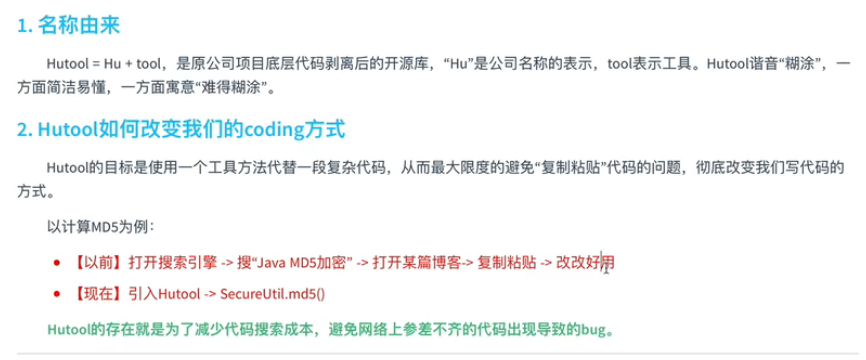 1. 名称由来
Hutool = Hu + tool，是原公司项目底层代码剥离后的开源库，“Hu”是公司名称的表示，tool表示工具。Hutool谐音“糊涂”，一
方面简洁易懂，一方面寓意“难得糊涂”。
2. Hutool如何改变我们的coding方式
Hutool的目标是使用一个工具方法代替一段复杂代码，从而最大限度的避免“复制粘贴”代码的问题，彻底改变我们写代码的
方式。
以计算MD5为例：
• 【以前】打开搜索引擎 -> 搜“Java MD5加密” -> 打开某篇博客-> 复制粘贴 -> 改改好用
• 【现在】引入Hutool -> SecureUtil.md5()
Hutool的存在就是为了减少代码搜索成本，避免网络上参差不齐的代码出现导致的bug。